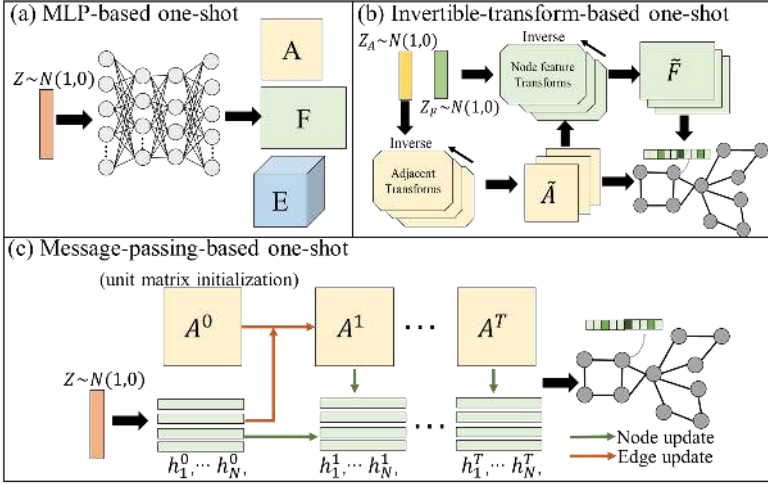 (a) MLP-based one-shot
Z~N(1,0)
A
F
E
(b) Invertible-transform-based one-shot
Z_A~N(1,0)
Z_F~N(1,0)
Inverse
Node feature
Transforms
F̃
Inverse
Adjacent
Transforms
Ã
(c) Message-passing-based one-shot
(unit matrix initialization)
A^0
A^1
...
A^T
Z~N(1,0)
...
h_1^0,⋯ h_N^0,
h_1^1,⋯ h_N^1,
h_1^T,⋯ h_N^T,
Node update
Edge update